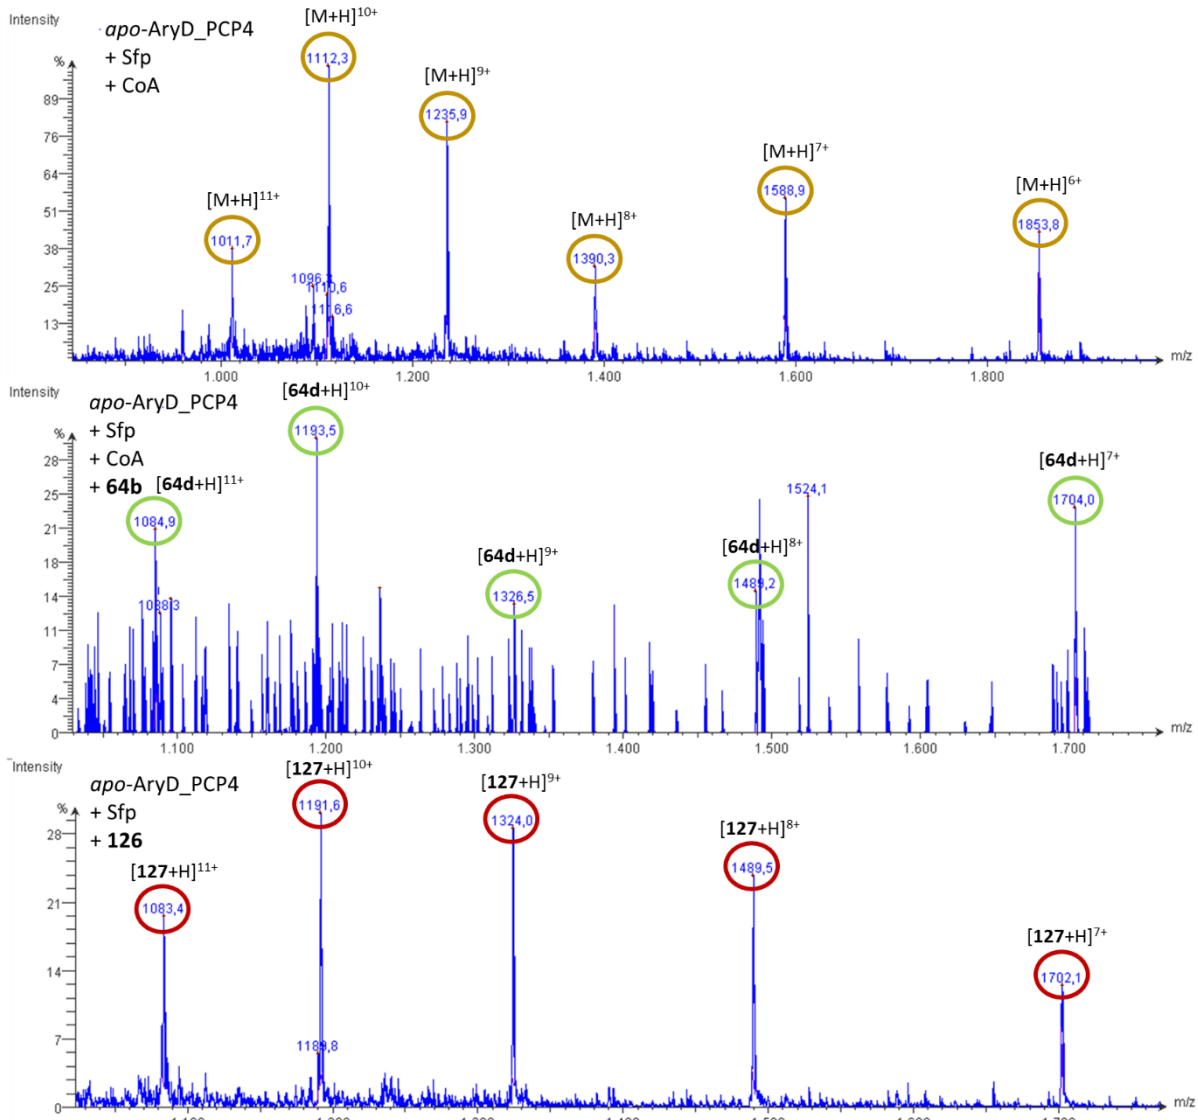 Intensity
apo-AryD_PCP4
+ Sfp
+ CoA
%
89
76
64
51
38
25
13
[M+H]11+
1011,7
[M+H]10+
1112,3
[M+H]9+
1235,9
[M+H]8+
1390,3
[M+H]7+
1588,9
[M+H]6+
1853,8
1.000
1.200
1.400
1.600
1.800
m/z
Intensity
apo-AryD_PCP4
+ Sfp
+ CoA
+ 64b
%
28
25
21
18
14
11
7
4
0
[64d+H]11+
1084,9
[64d+H]10+
1193,5
[64d+H]9+
1326,5
[64d+H]8+
1489,2
1524,1
[64d+H]7+
1704,0
1.100
1.200
1.300
1.400
1.500
1.600
1.700
m/z
Intensity
apo-AryD_PCP4
+ Sfp
+ 126
%
28
21
14
7
0
[127+H]11+
1083,4
[127+H]10+
1191,6
1189,8
[127+H]9+
1324,0
[127+H]8+
1489,5
[127+H]7+
1702,1
m/z